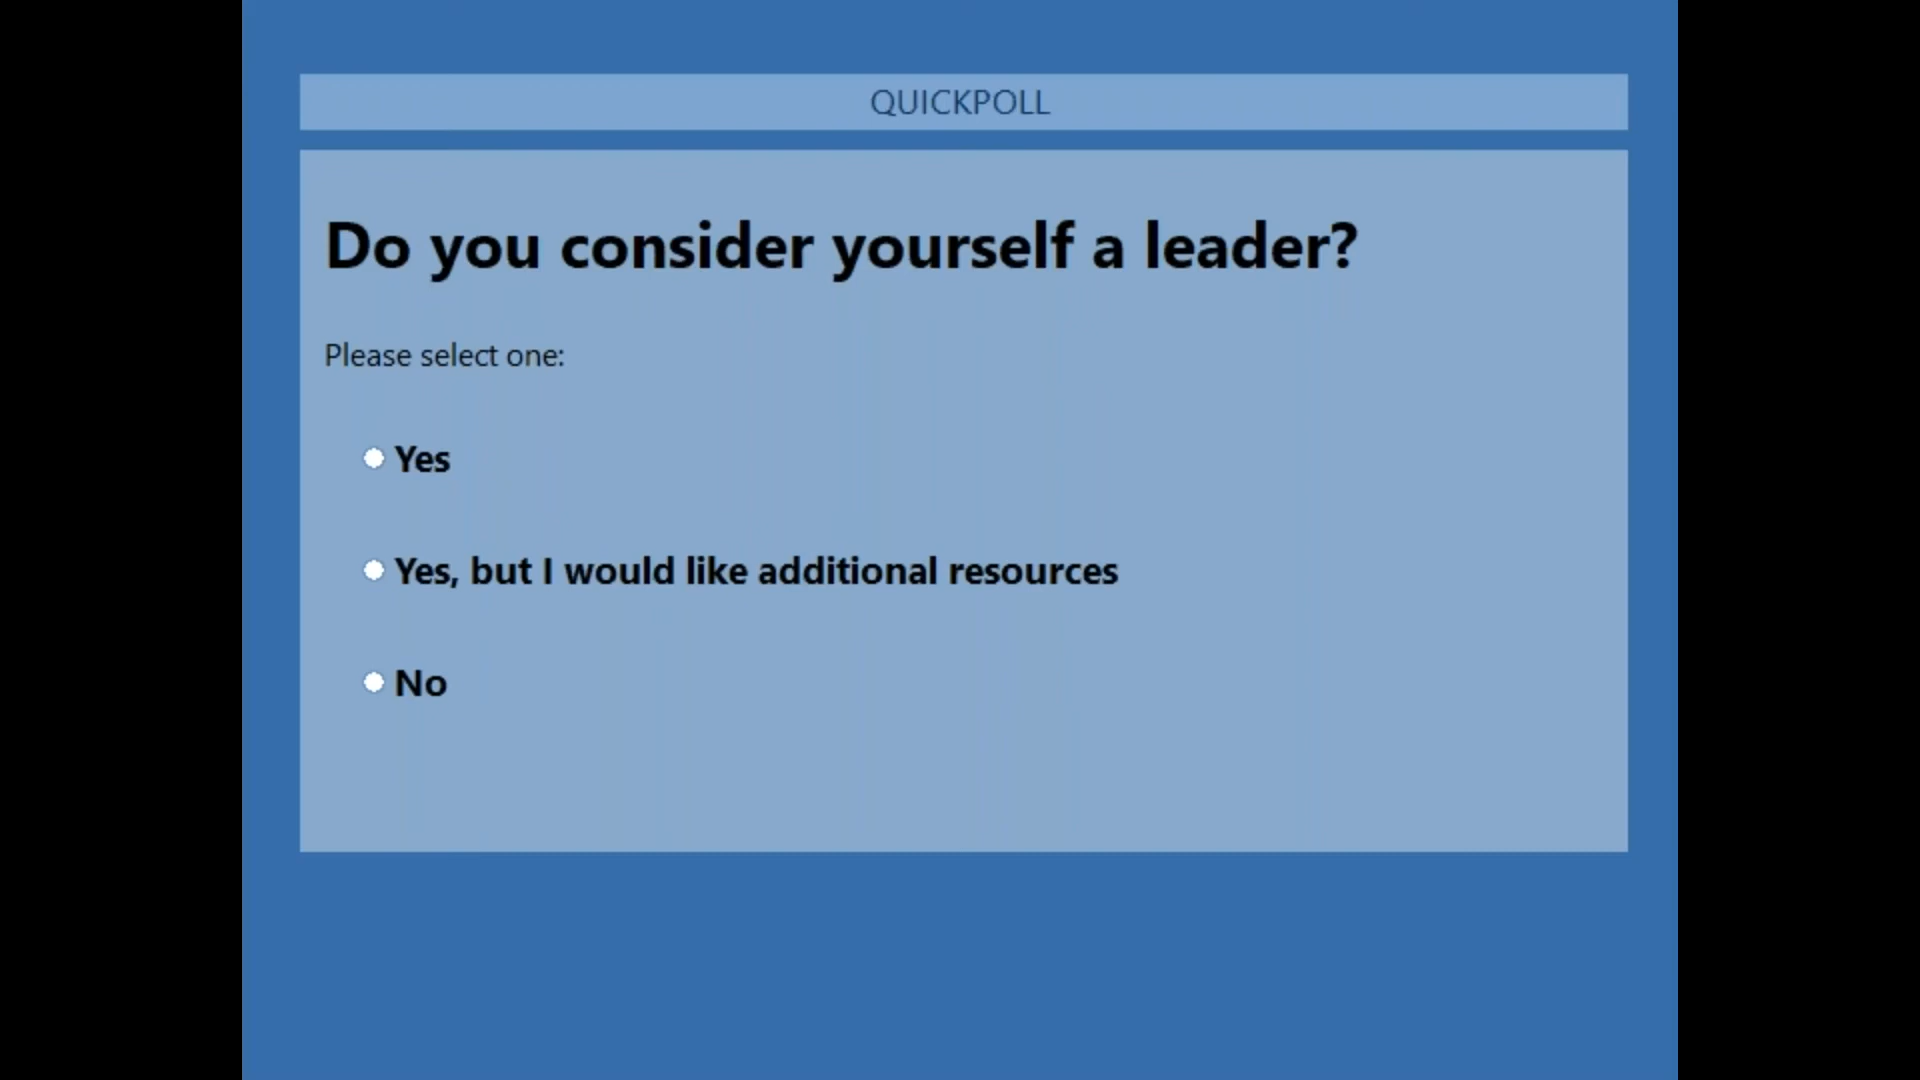 QUICKPOLL
Do you consider yourself a leader?
Please select one:
Yes
Yes, but I would like additional resources
No